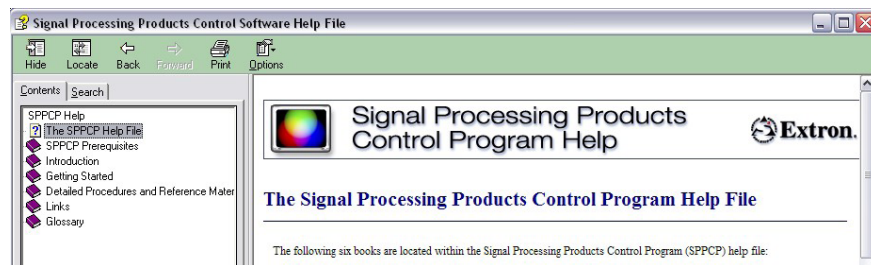 Signal Processing Products Control Software Help File
Hide Locate Back Forward Print Options
Contents Search
SPPCP Help
The SPPCP Help File
SPPCP Prerequisites
Introduction
Getting Started
Detailed Procedures and Reference Mater
Links
Glossary
Signal Processing Products
Control Program Help
Extron.
The Signal Processing Products Control Program Help File
The following six books are located within the Signal Processing Products Control Program (SPPCP) help file: